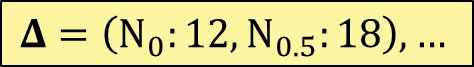 Δ = (N₀: 12, N₀.₅: 18), ...